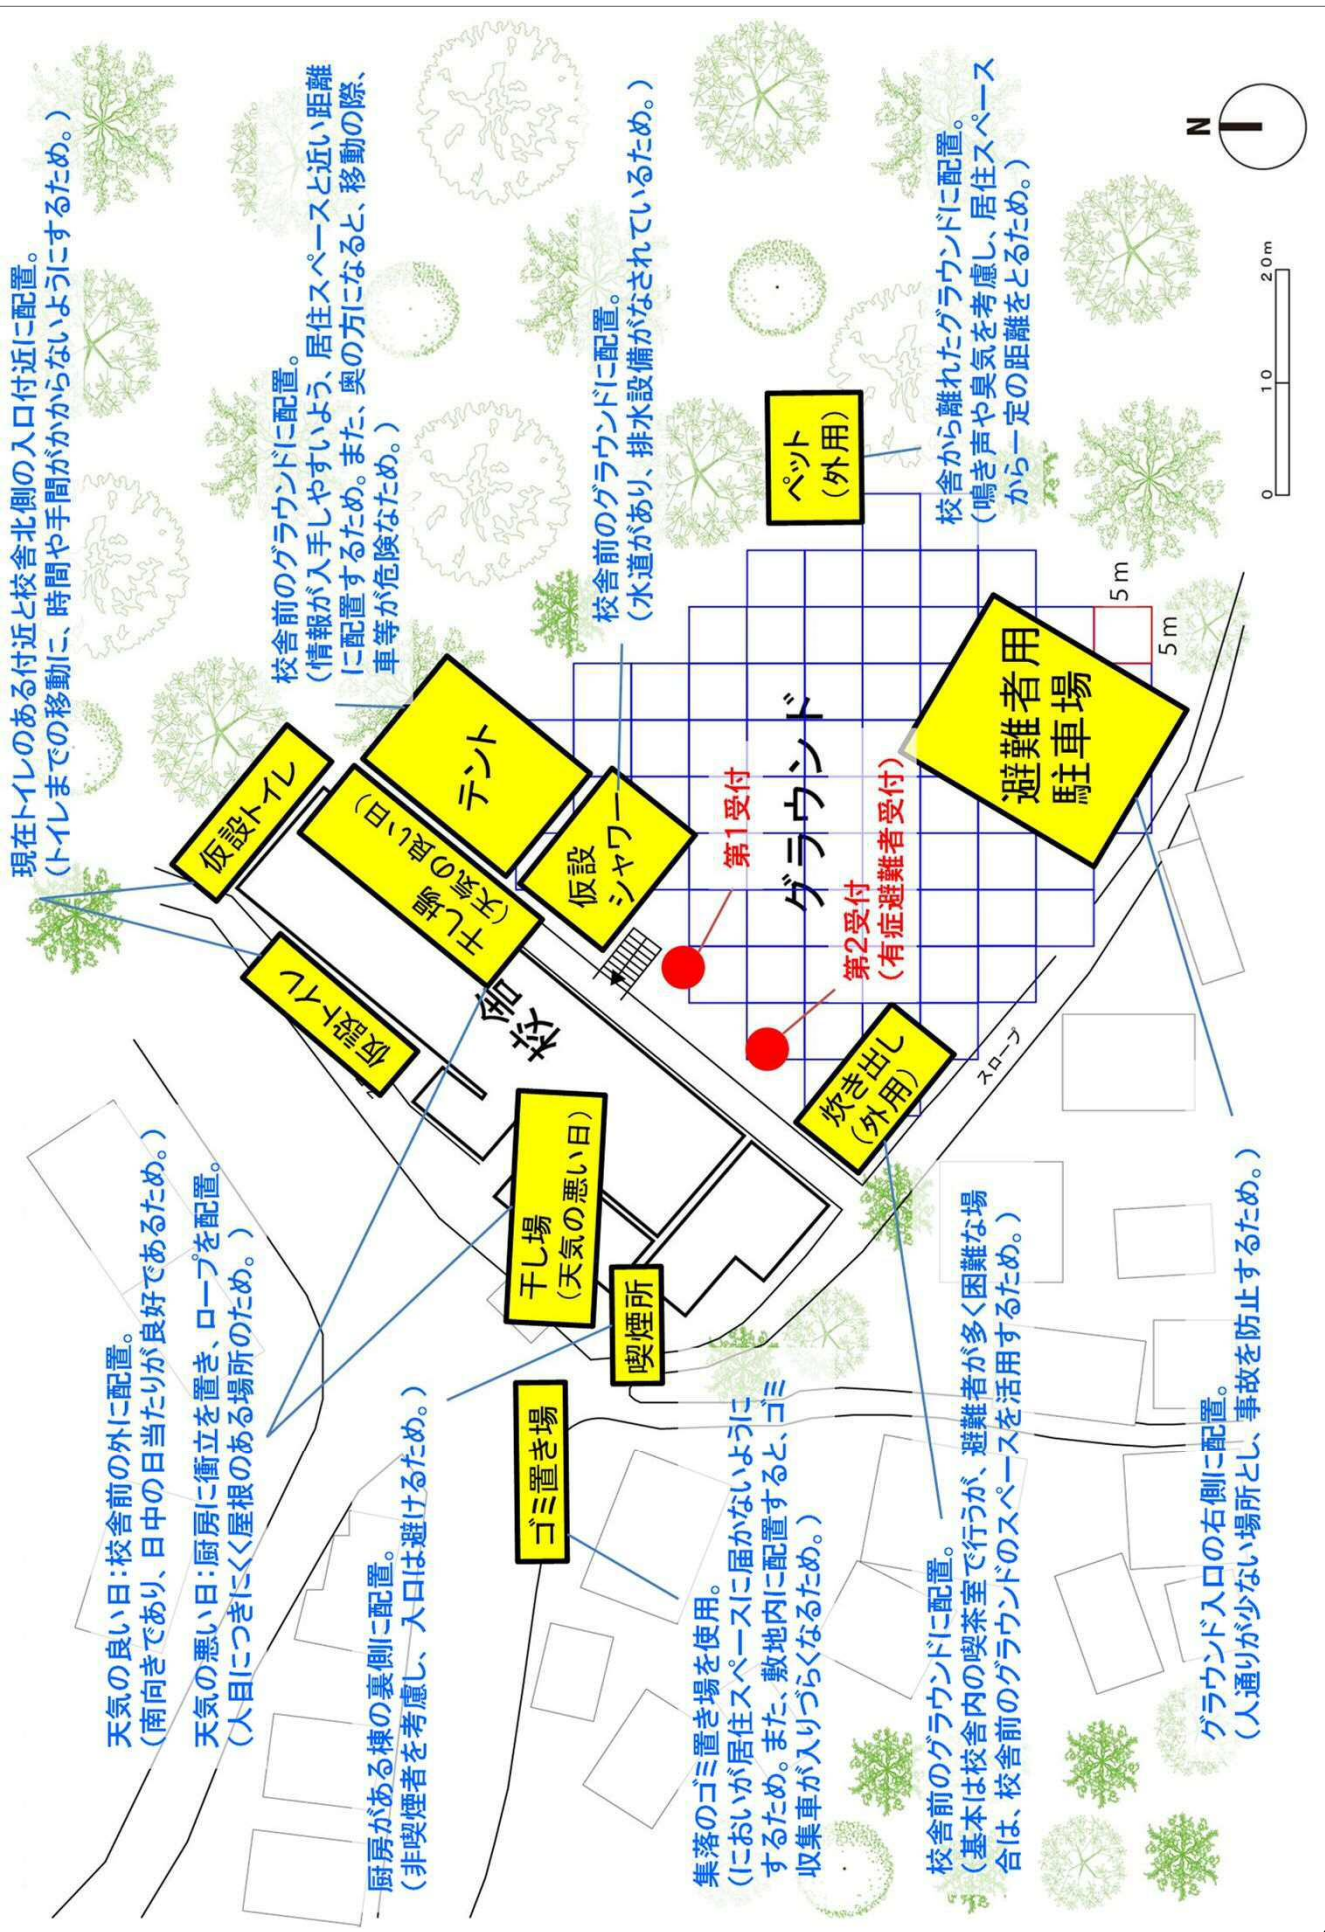 現在トイレのある付近と校舎北側の入口付近に配置。
（トイレまでの移動に、時間や手間がかからないようにするため。）
校舎前のグラウンドに配置。
（情報が入手しやすいよう、居住スペースと近い距離
に配置するため。また、奥の方になると、移動の際、
車等が危険なため。）
校舎前のグラウンドに配置。
（水道があり、排水設備がなされているため。）
校舎から離れたグラウンドに配置。
（鳴き声や臭気を考慮し、居住スペース
から一定の距離をとるため。）
N
0
10
20m
仮設トイレ
仮設トイレ
テント
干し場
（天気の良い日）
仮設
シャワー
ペット
（外用）
校舎
グラウンド
第1受付
第2受付
（有症避難者受付）
避難者用
駐車場
5m
5m
スロープ
炊き出し
（外用）
干し場
（天気の悪い日）
喫煙所
ゴミ置き場
天気の良い日：校舎前の外に配置。
（南向きであり、日中の日当たりが良好であるため。）
天気の悪い日：厨房に衝立を置き、ロープを配置。
（人目につきにくく屋根のある場所のため。）
厨房がある棟の裏側に配置。
（非喫煙者を考慮し、入口は避けるため。）
集落のゴミ置き場を使用。
（においが居住スペースに届かないように
するため。また、敷地内に配置すると、ゴミ
収集車が入りづらくなるため。）
校舎前のグラウンドに配置。
（基本は校舎内の喫茶室で行うが、避難者が多く困難な場
合は、校舎前のグラウンドのスペースを活用するため。）
グラウンド入口の右側に配置。
（人通りが少ない場所とし、事故を防止するため。）